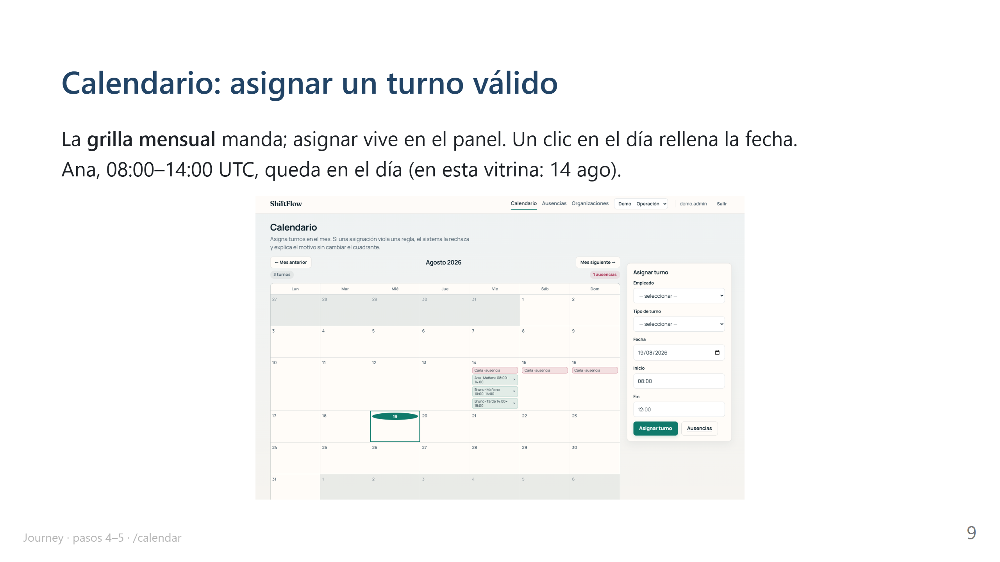 Calendario: asignar un turno válido
La grilla mensual manda; asignar vive en el panel. Un clic en el día rellena la fecha.
Ana, 08:00–14:00 UTC, queda en el día (en esta vitrina: 14 ago).
ShiftFlow
Calendario Ausencias Organizaciones Demo — Operación demo.admin Salir
Calendario
Asigna turnos en el mes. Si una asignación viola una regla, el sistema la rechaza
y explica el motivo sin cambiar el cuadrante.
← Mes anterior Agosto 2026 Mes siguiente →
3 turnos 1 ausencias
Lun Mar Mié Jue Vie Sáb Dom
27 28 29 30 31 1 2
3 4 5 6 7 8 9
10 11 12 13 14 15 16
Carla · ausencia Carla · ausencia Carla · ausencia
Ana · Mañana 08:00–
14:00 ×
Bruno · Mañana
10:00–14:00 ×
Bruno · Tarde 14:00–
18:00 ×
17 18 19 20 21 22 23
24 25 26 27 28 29 30
31 1 2 3 4 5 6
Asignar turno
Empleado
— seleccionar —
Tipo de turno
— seleccionar —
Fecha
19/08/2026
Inicio
08:00
Fin
12:00
Asignar turno Ausencias
Journey · pasos 4–5 · /calendar
9